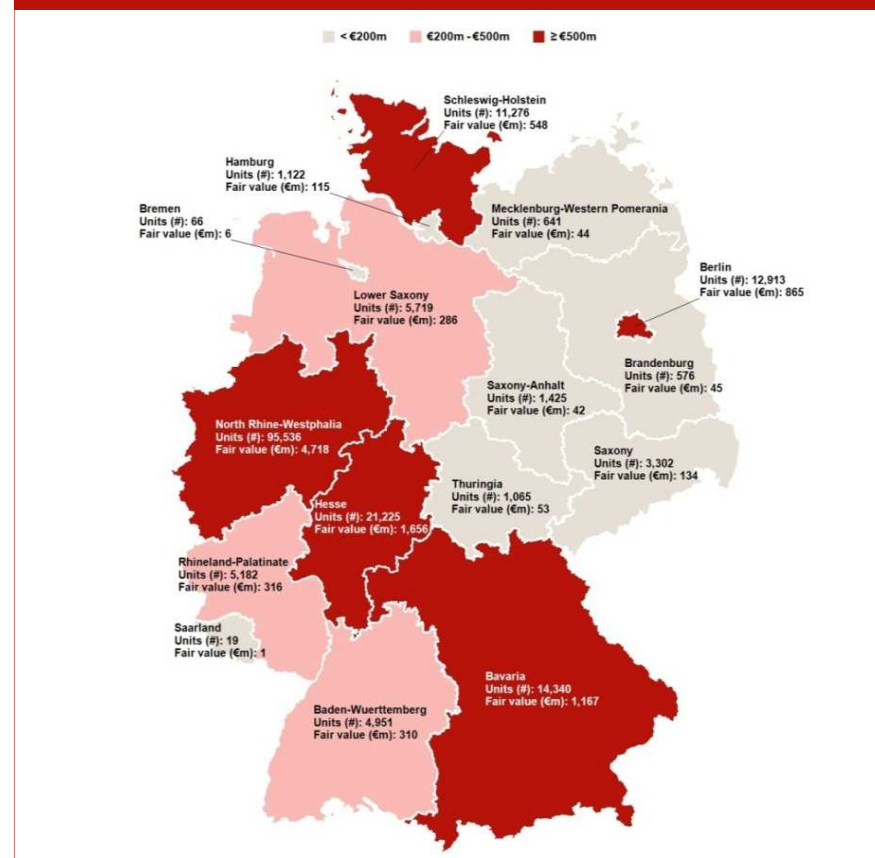 < €200m
€200m - €500m
≥ €500m
Schleswig-Holstein
Units (#): 11,276
Fair value (€m): 548
Hamburg
Units (#): 1,122
Fair value (€m): 115
Bremen
Units (#): 66
Fair value (€m): 6
Mecklenburg-Western Pomerania
Units (#): 641
Fair value (€m): 44
Berlin
Units (#): 12,913
Fair value (€m): 865
Lower Saxony
Units (#): 5,719
Fair value (€m): 286
Brandenburg
Units (#): 576
Fair value (€m): 45
Saxony-Anhalt
Units (#): 1,425
Fair value (€m): 42
North Rhine-Westphalia
Units (#): 95,536
Fair value (€m): 4,718
Saxony
Units (#): 3,302
Fair value (€m): 134
Thuringia
Units (#): 1,065
Fair value (€m): 53
Hesse
Units (#): 21,225
Fair value (€m): 1,656
Rhineland-Palatinate
Units (#): 5,182
Fair value (€m): 316
Saarland
Units (#): 19
Fair value (€m): 1
Bavaria
Units (#): 14,340
Fair value (€m): 1,167
Baden-Wuerttemberg
Units (#): 4,951
Fair value (€m): 310